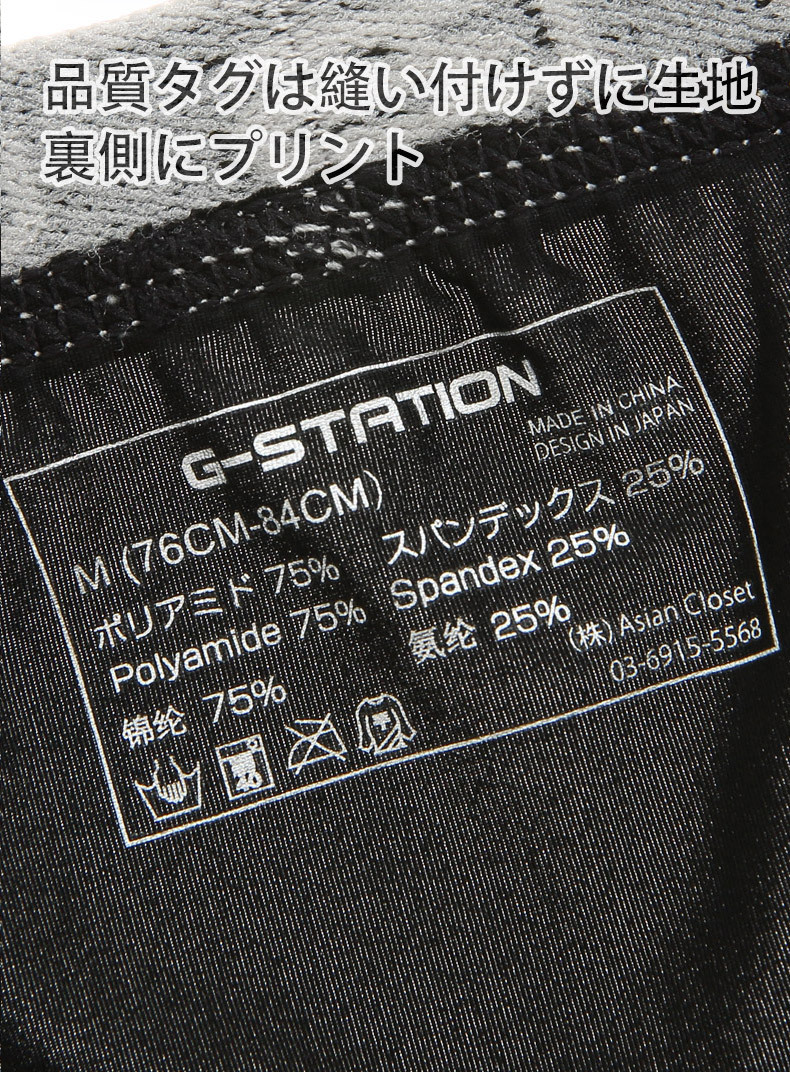 品質タグは縫い付けずに生地
裏側にプリント
G-STATION
MADE IN CHINA
DESIGN IN JAPAN
M (76CM-84CM)
ポリアミド 75%
スパンデックス 25%
Polyamide 75%
Spandex 25%
锦纶 75%
氨纶 25%
(株) Asian Closet
03-6915-5568